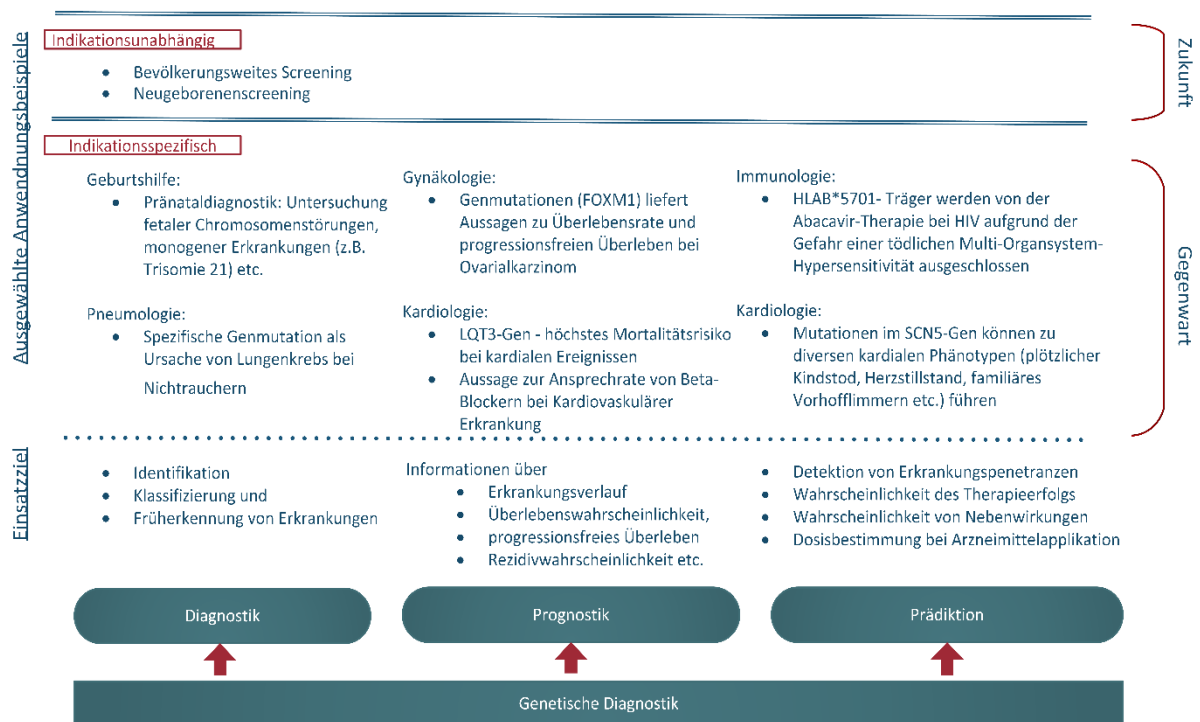 Indikationsunabhängig
• Bevölkerungsweites Screening
• Neugeborenenscreening
Zukunft
Ausgewählte Anwendnungsbeispiele
Indikationsspezifisch
Geburtshilfe:
• Pränataldiagnostik: Untersuchung
fetaler Chromosomenstörungen,
monogener Erkrankungen (z.B.
Trisomie 21) etc.
Gynäkologie:
• Genmutationen (FOXM1) liefert
Aussagen zu Überlebensrate und
progressionsfreien Überleben bei
Ovarialkarzinom
Immunologie:
• HLAB*5701- Träger werden von der
Abacavir-Therapie bei HIV aufgrund der
Gefahr einer tödlichen Multi-Organsystem-
Hypersensitivität ausgeschlossen
Gegenwart
Pneumologie:
• Spezifische Genmutation als
Ursache von Lungenkrebs bei
Nichtrauchern
Kardiologie:
• LQT3-Gen - höchstes Mortalitätsrisiko
bei kardialen Ereignissen
• Aussage zur Ansprechrate von Beta-
Blockern bei Kardiovaskulärer
Erkrankung
Kardiologie:
• Mutationen im SCN5-Gen können zu
diversen kardialen Phänotypen (plötzlicher
Kindstod, Herzstillstand, familiäres
Vorhofflimmern etc.) führen
Einsatzziel
• Identifikation
• Klassifizierung und
• Früherkennung von Erkrankungen
Informationen über
• Erkrankungsverlauf
• Überlebenswahrscheinlichkeit,
• progressionsfreies Überleben
• Rezidivwahrscheinlichkeit etc.
• Detektion von Erkrankungspenetranzen
• Wahrscheinlichkeit des Therapieerfolgs
• Wahrscheinlichkeit von Nebenwirkungen
• Dosisbestimmung bei Arzneimittelapplikation
Diagnostik
Prognostik
Prädiktion
Genetische Diagnostik